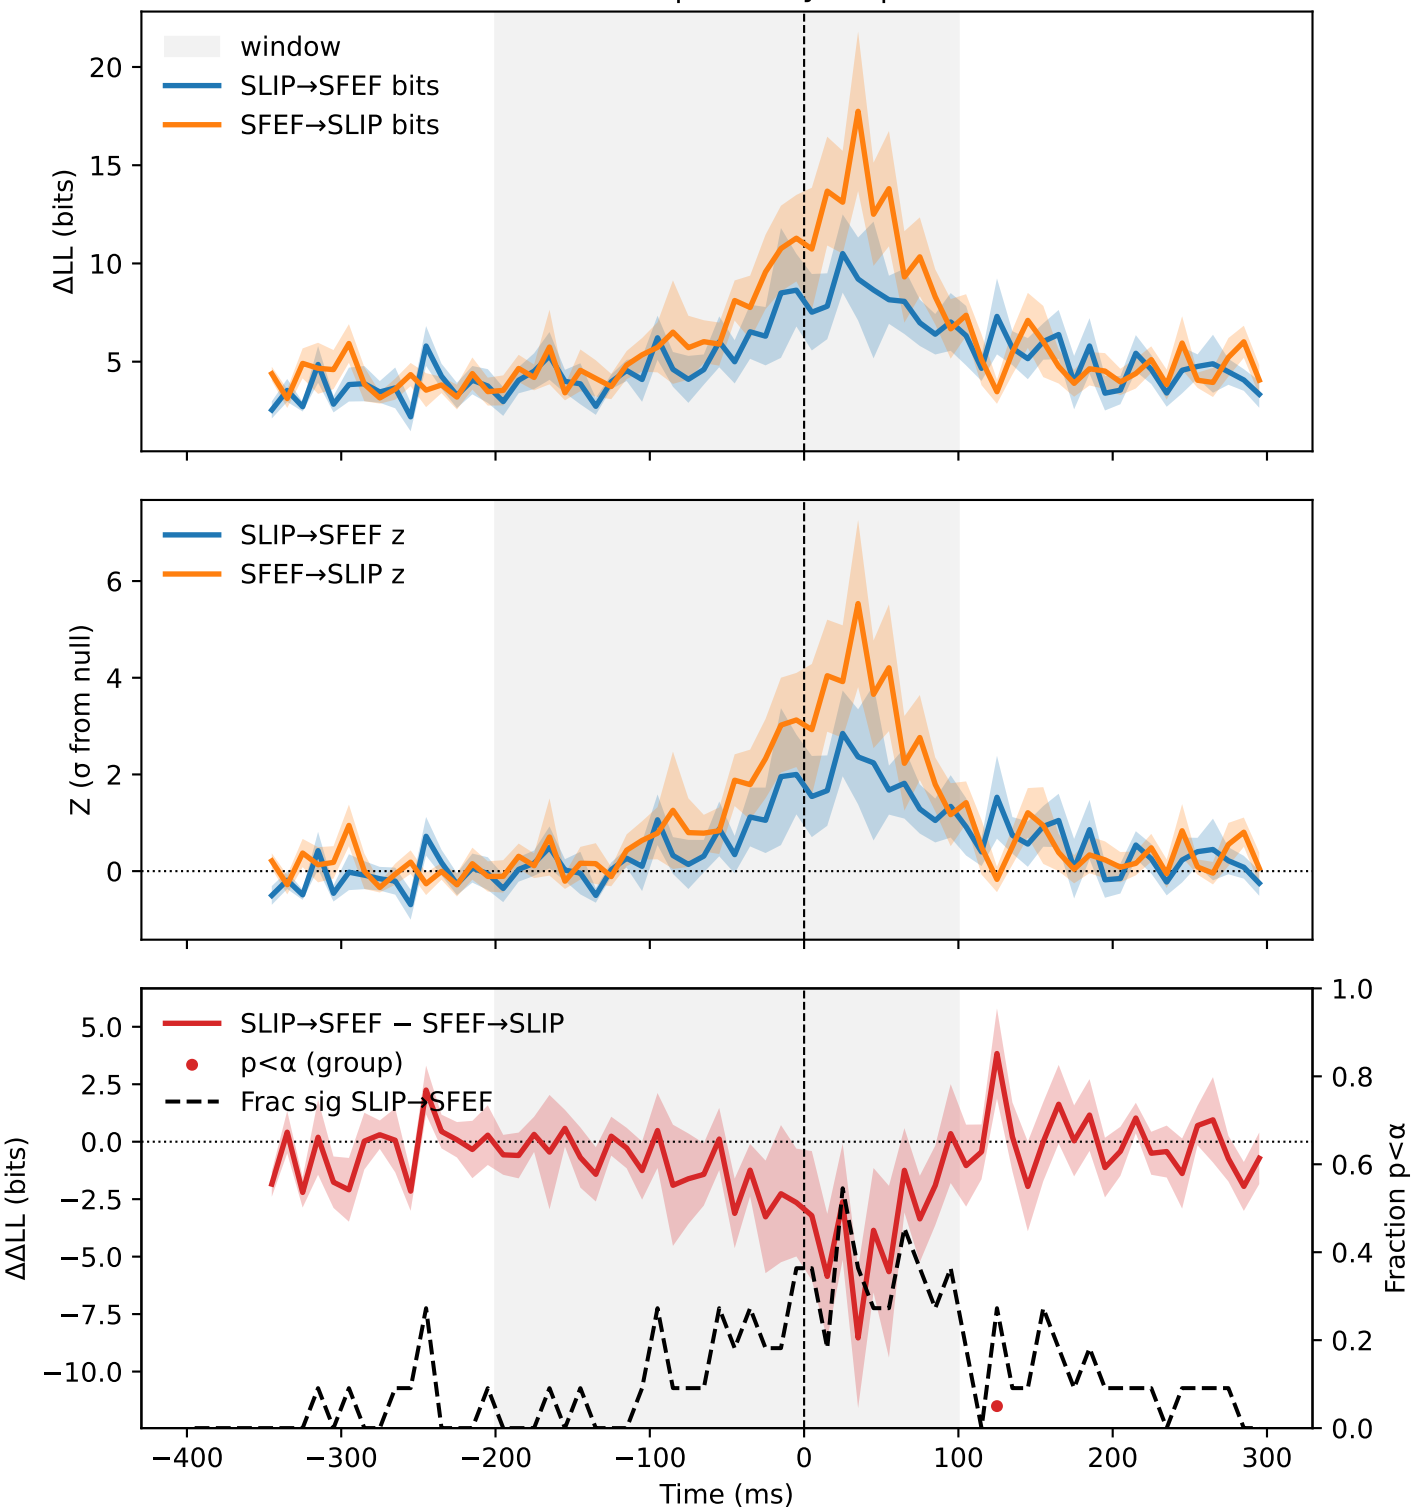 window
SLIP→SFEF bits
SFEF→SLIP bits
20
15
10
5
ΔLL (bits)
SLIP→SFEF z
SFEF→SLIP z
6
4
2
0
Z (σ from null)
SLIP→SFEF − SFEF→SLIP
p<α (group)
Frac sig SLIP→SFEF
5.0
2.5
0.0
−2.5
−5.0
−7.5
−10.0
ΔΔLL (bits)
1.0
0.8
0.6
0.4
0.2
0.0
Fraction p<α
−400 −300 −200 −100 0 100 200 300
Time (ms)